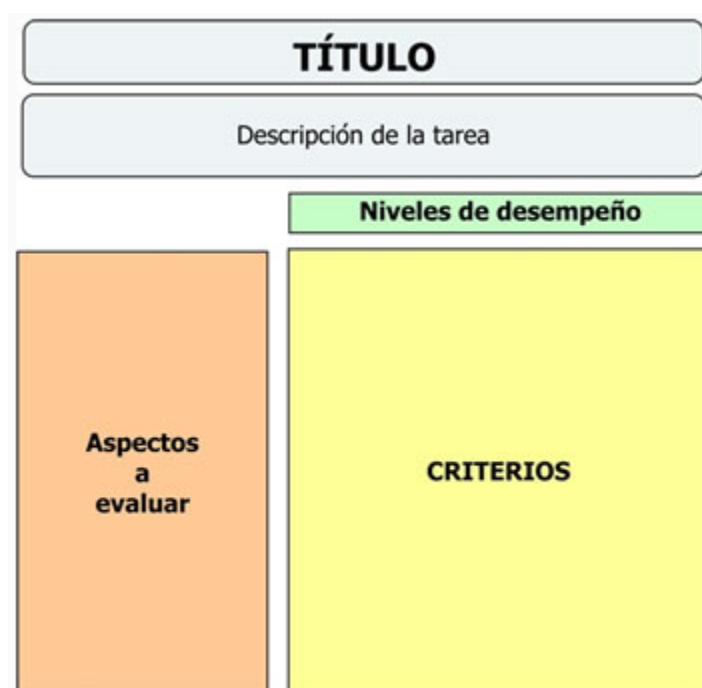 TÍTULO
Descripción de la tarea
Niveles de desempeño
Aspectos
a
evaluar
CRITERIOS